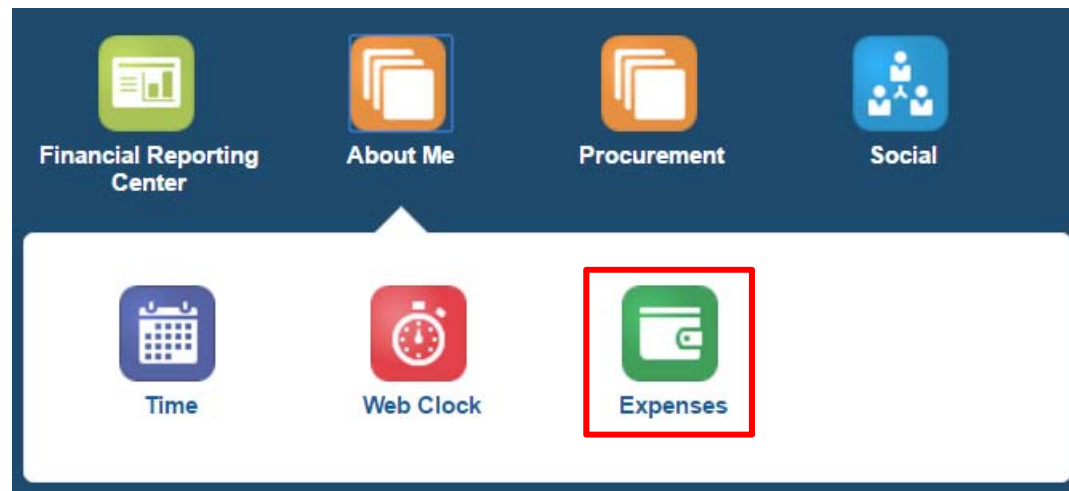 Financial Reporting
Center
About Me
Procurement
Social
Time
Web Clock
Expenses